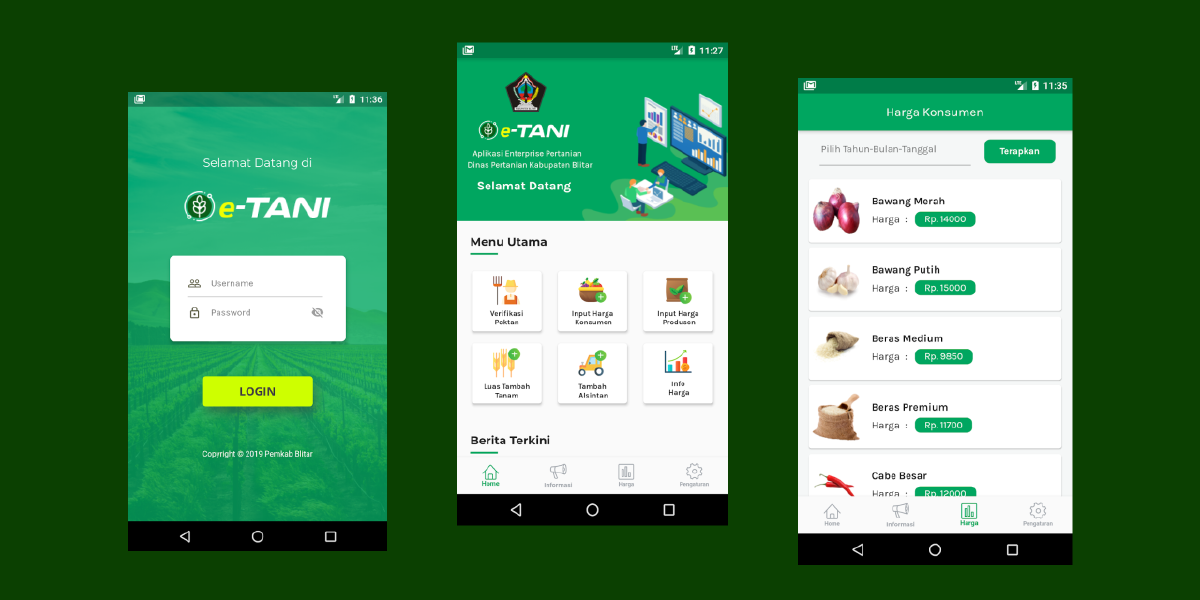 11:36
Selamat Datang di
e-TANI
Username
Password
LOGIN
Copyright © 2019 Pemkab Blitar
LTE
11:27
e-TANI
Aplikasi Enterprise Pertanian
Dinas Pertanian Kabupaten Blitar
Selamat Datang
Menu Utama
Verifikasi
Poktan
Input Harga
Konsumen
Input Harga
Produsen
Luas Tambah
Tanam
Tambah
Alsintan
Info
Harga
Berita Terkini
Home
Informasi
Harga
Pengaturan
LTE
11:35
Harga Konsumen
Pilih Tahun-Bulan-Tanggal
Terapkan
Bawang Merah
Harga : Rp. 14000
Bawang Putih
Harga : Rp. 15000
Beras Medium
Harga : Rp. 9850
Beras Premium
Harga : Rp. 11700
Cabe Besar
Harga : Rp. 12000
Home
Informasi
Harga
Pengaturan